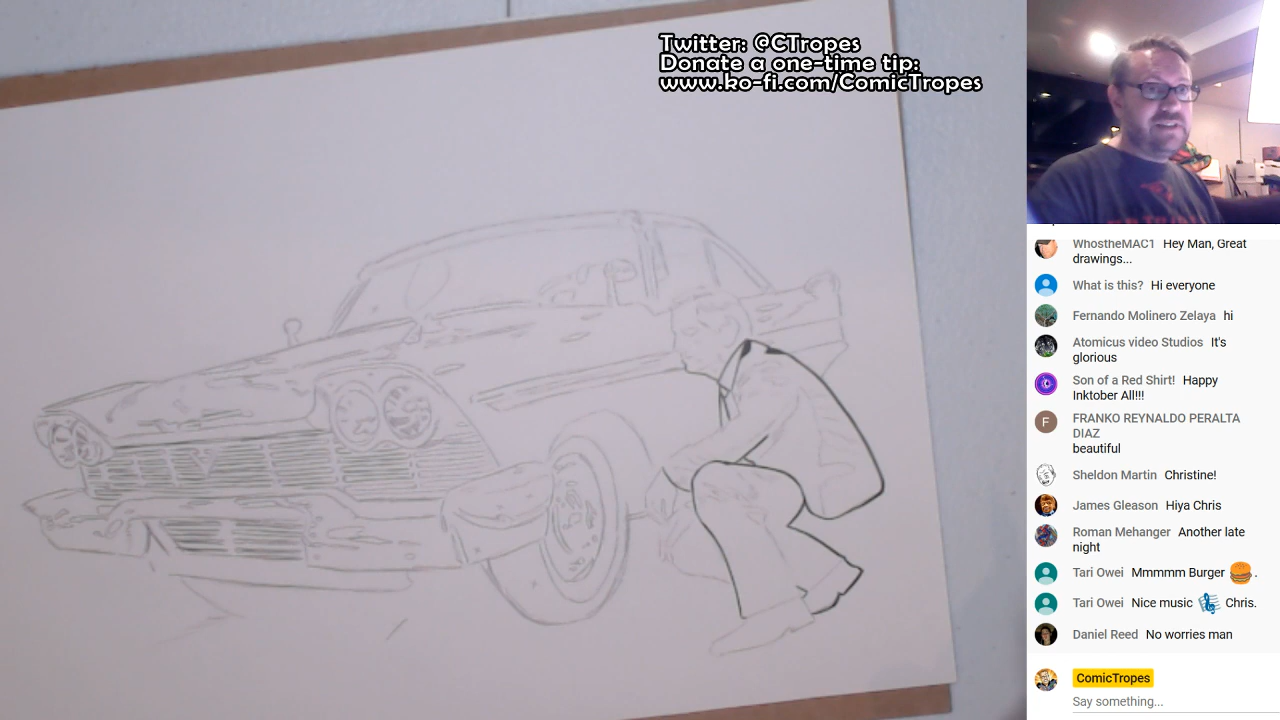 Twitter: @CTropes
Donate a one-time tip:
www.ko-fi.com/ComicTropes
WhostheMAC1 Hey Man, Great
drawings...
What is this? Hi everyone
Fernando Molinero Zelaya hi
Atomicus video Studios It's
glorious
Son of a Red Shirt! Happy
Inktober All!!!
F
FRANKO REYNALDO PERALTA
DIAZ
beautiful
Sheldon Martin Christine!
James Gleason Hiya Chris
Roman Mehanger Another late
night
Tari Owei Mmmmm Burger 🍔.
Tari Owei Nice music 🎼 Chris.
Daniel Reed No worries man
ComicTropes
Say something...